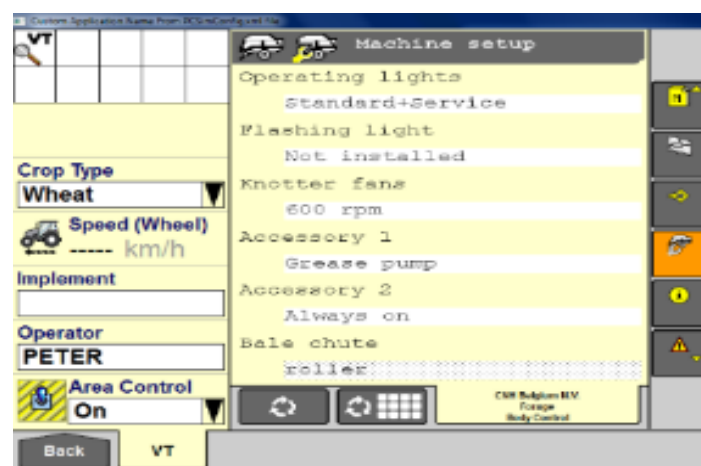 Custom Application Name From PCSimConfig.xml file
VT
Machine setup
Operating lights
Standard+Service
Flashing light
Not installed
Knotter fans
600 rpm
Accessory 1
Grease pump
Accessory 2
Always on
Bale chute
roller
Crop Type
Wheat
Speed (Wheel)
----- km/h
Implement
Operator
PETER
Area Control
On
CNH Belgium N.V.
Forage
Body Control
Back
VT